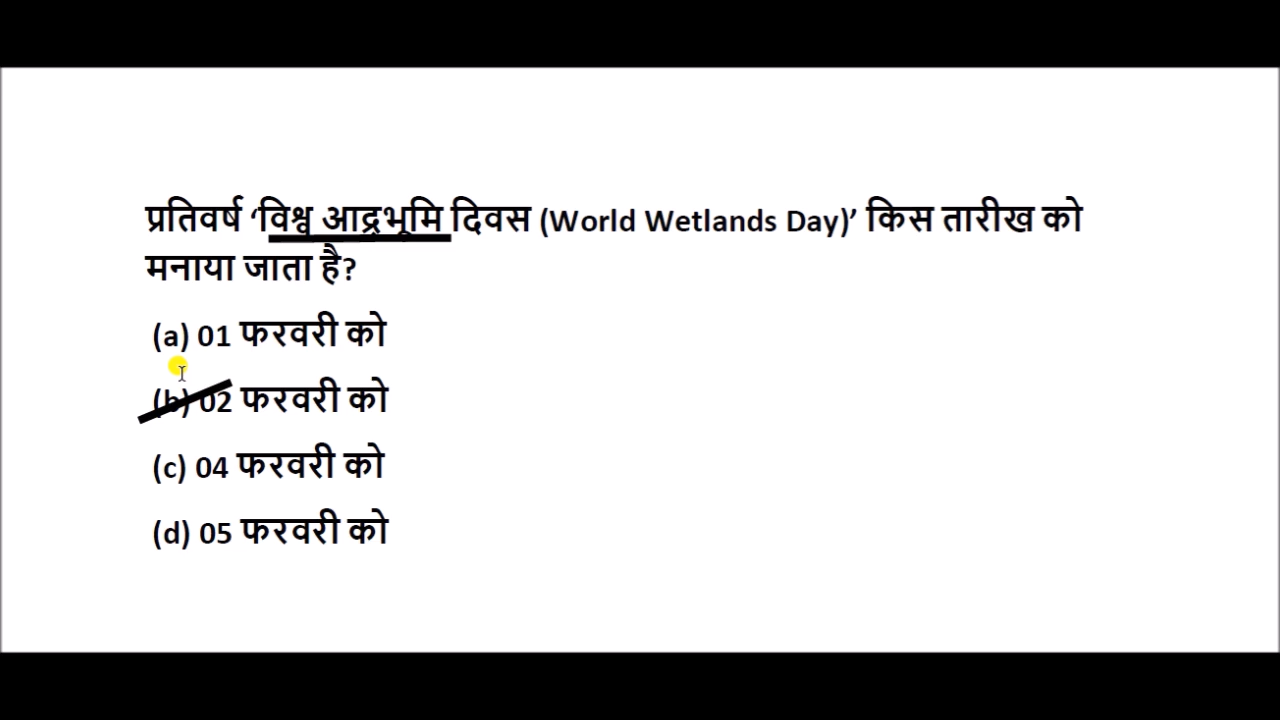 प्रतिवर्ष ‘विश्व आद्रभूमि दिवस (World Wetlands Day)’ किस तारीख को
मनाया जाता है?
(a) 01 फरवरी को
(b) 02 फरवरी को
(c) 04 फरवरी को
(d) 05 फरवरी को